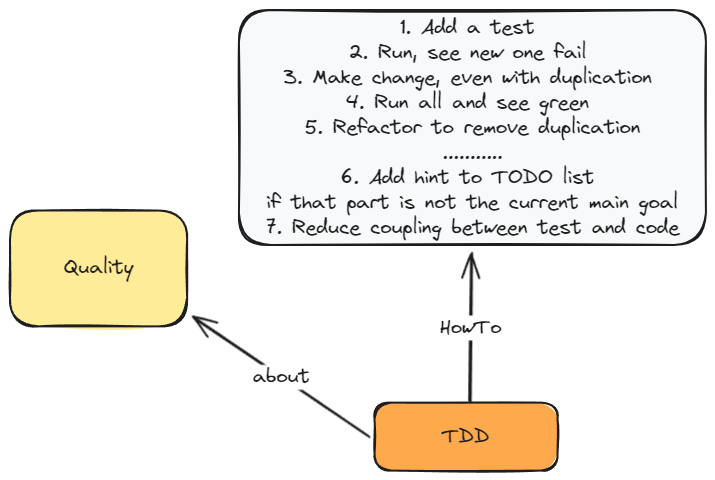 1. Add a test
2. Run, see new one fail
3. Make change, even with duplication
4. Run all and see green
5. Refactor to remove duplication
...........
6. Add hint to TODO list
if that part is not the current main goal
7. Reduce coupling between test and code
Quality
HowTo
about
TDD